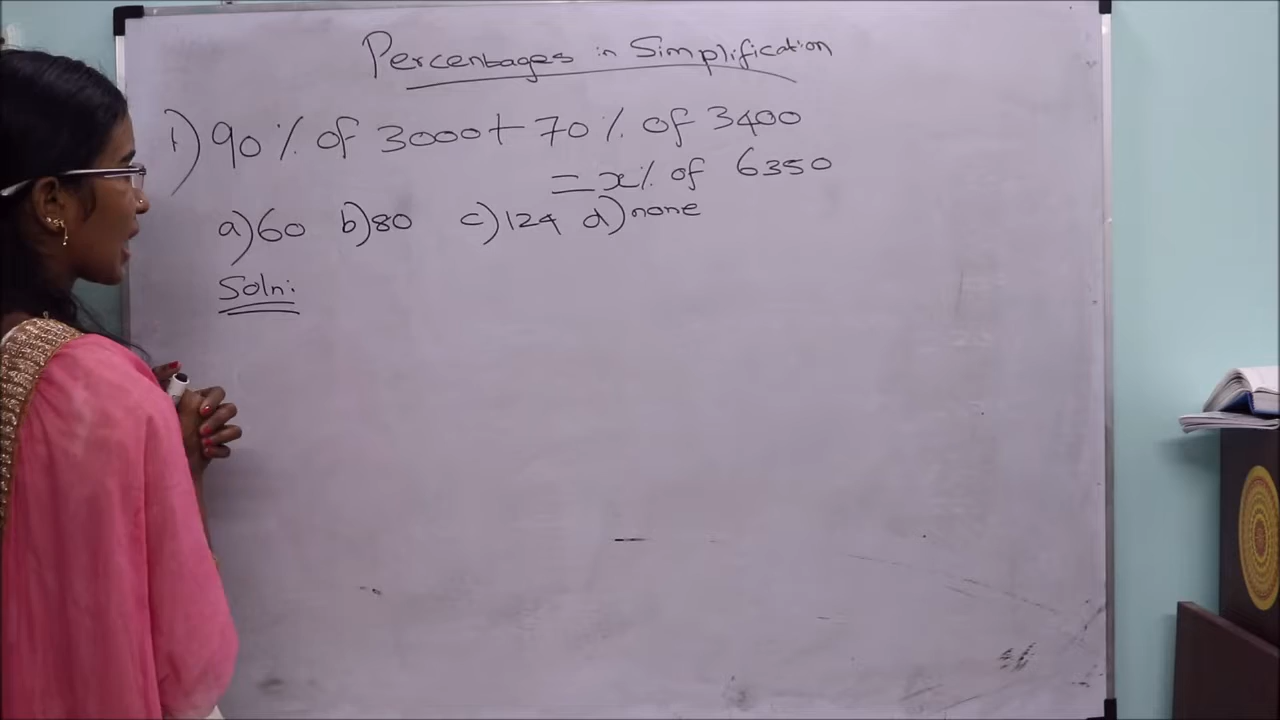 Percentages in Simplification
1) 90% of 3000 + 70% of 3400
= x% of 6350
a) 60 b) 80 c) 124 d) none
Soln: